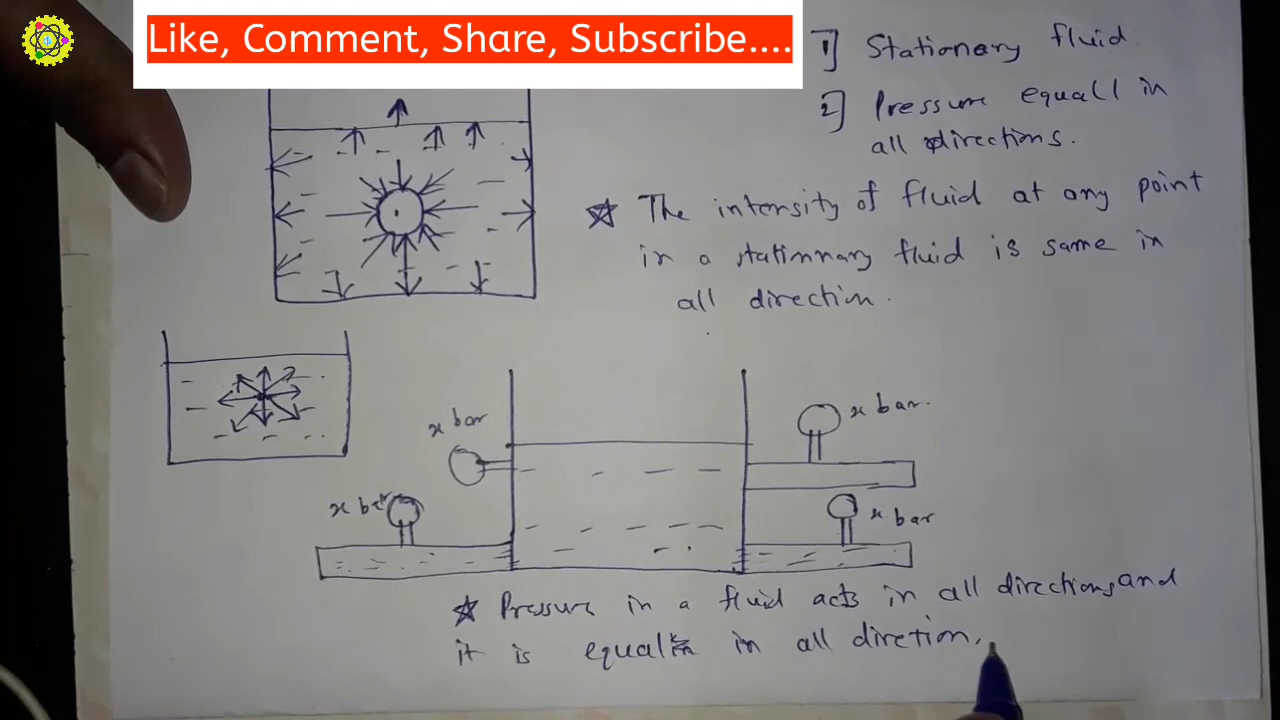 Like, Comment, Share, Subscribe....
1] Stationary fluid
2] Pressure equall in
all directions.
The intensity of fluid at any point
in a stationnary fluid is same in
all direction.
x bar
x bar.
x bar
x bar
Pressure in a fluid acts in all directions, and
it is equal in all diretion,